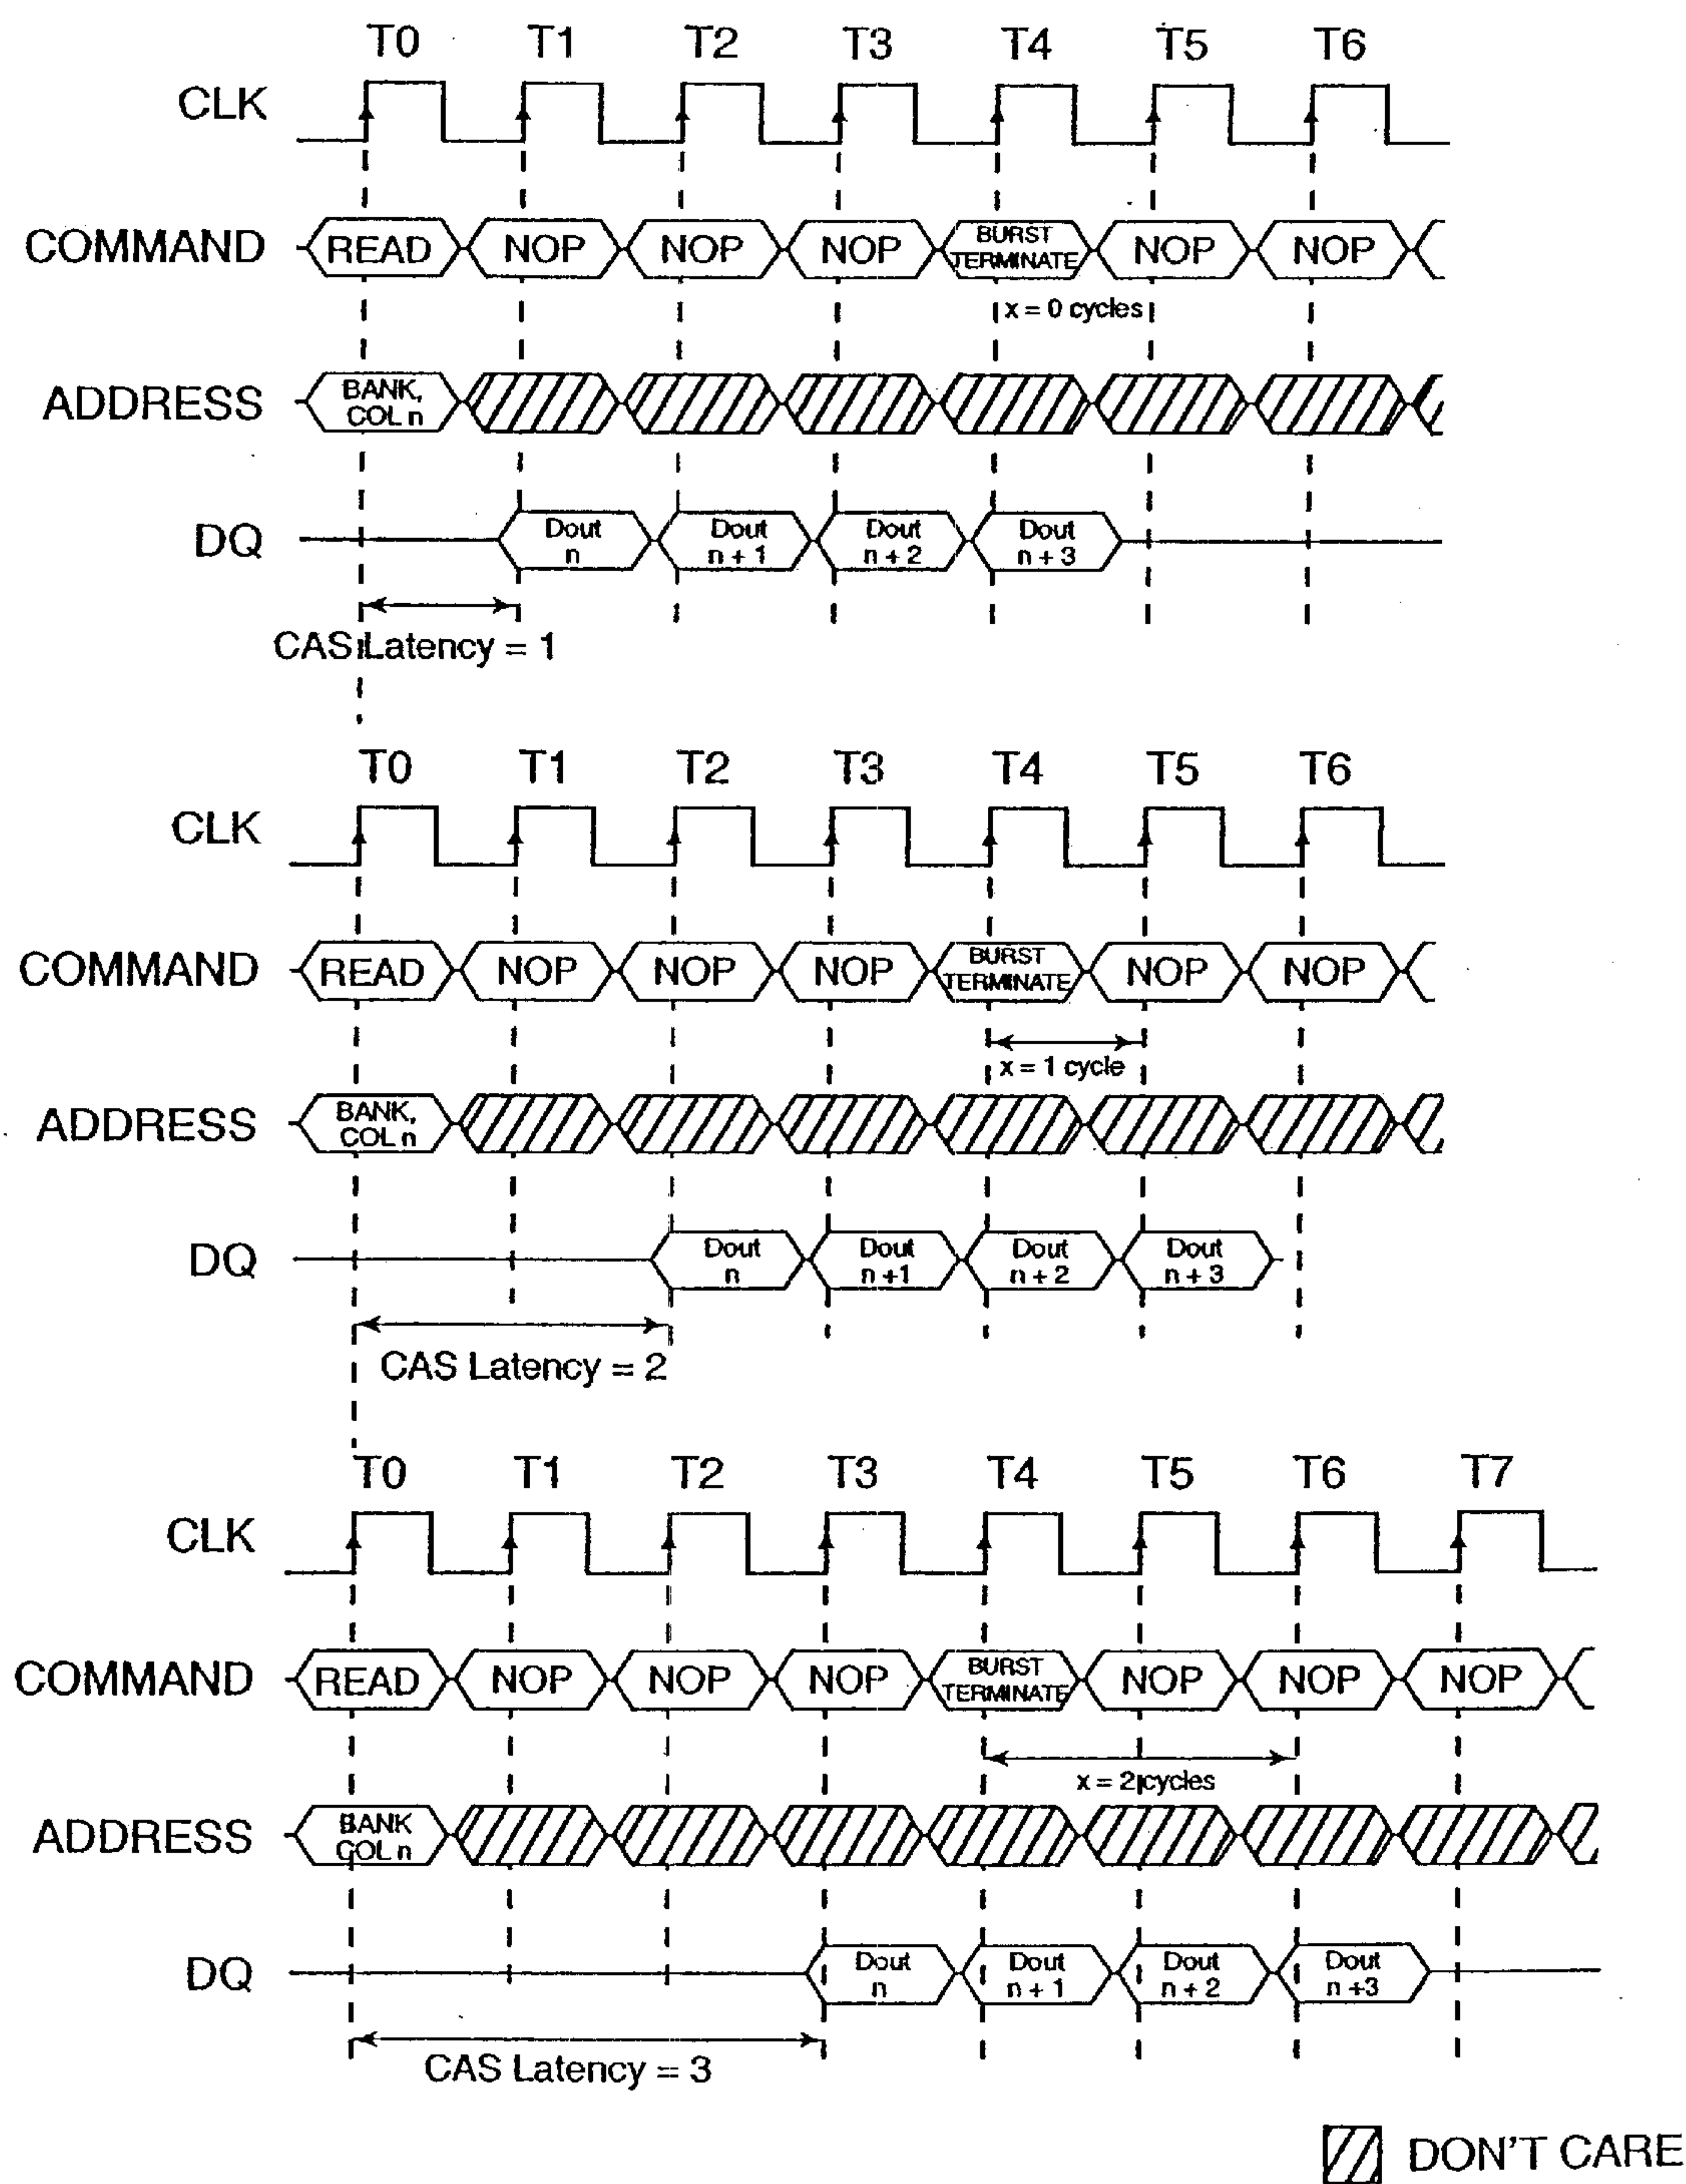 T0 T1 T2 T3 T4 T5 T6
CLK
COMMAND READ NOP NOP NOP BURST TERMINATE NOP NOP
x = 0 cycles
ADDRESS BANK, COL n
DQ Dout n Dout n + 1 Dout n + 2 Dout n + 3
CAS Latency = 1
T0 T1 T2 T3 T4 T5 T6
CLK
COMMAND READ NOP NOP NOP BURST TERMINATE NOP NOP
x = 1 cycle
ADDRESS BANK, COL n
DQ Dout n Dout n +1 Dout n + 2 Dout n + 3
CAS Latency = 2
T0 T1 T2 T3 T4 T5 T6 T7
CLK
COMMAND READ NOP NOP NOP BURST TERMINATE NOP NOP NOP
x = 2 cycles
ADDRESS BANK COL n
DQ Dout n Dout n + 1 Dout n + 2 Dout n +3
CAS Latency = 3
DON'T CARE